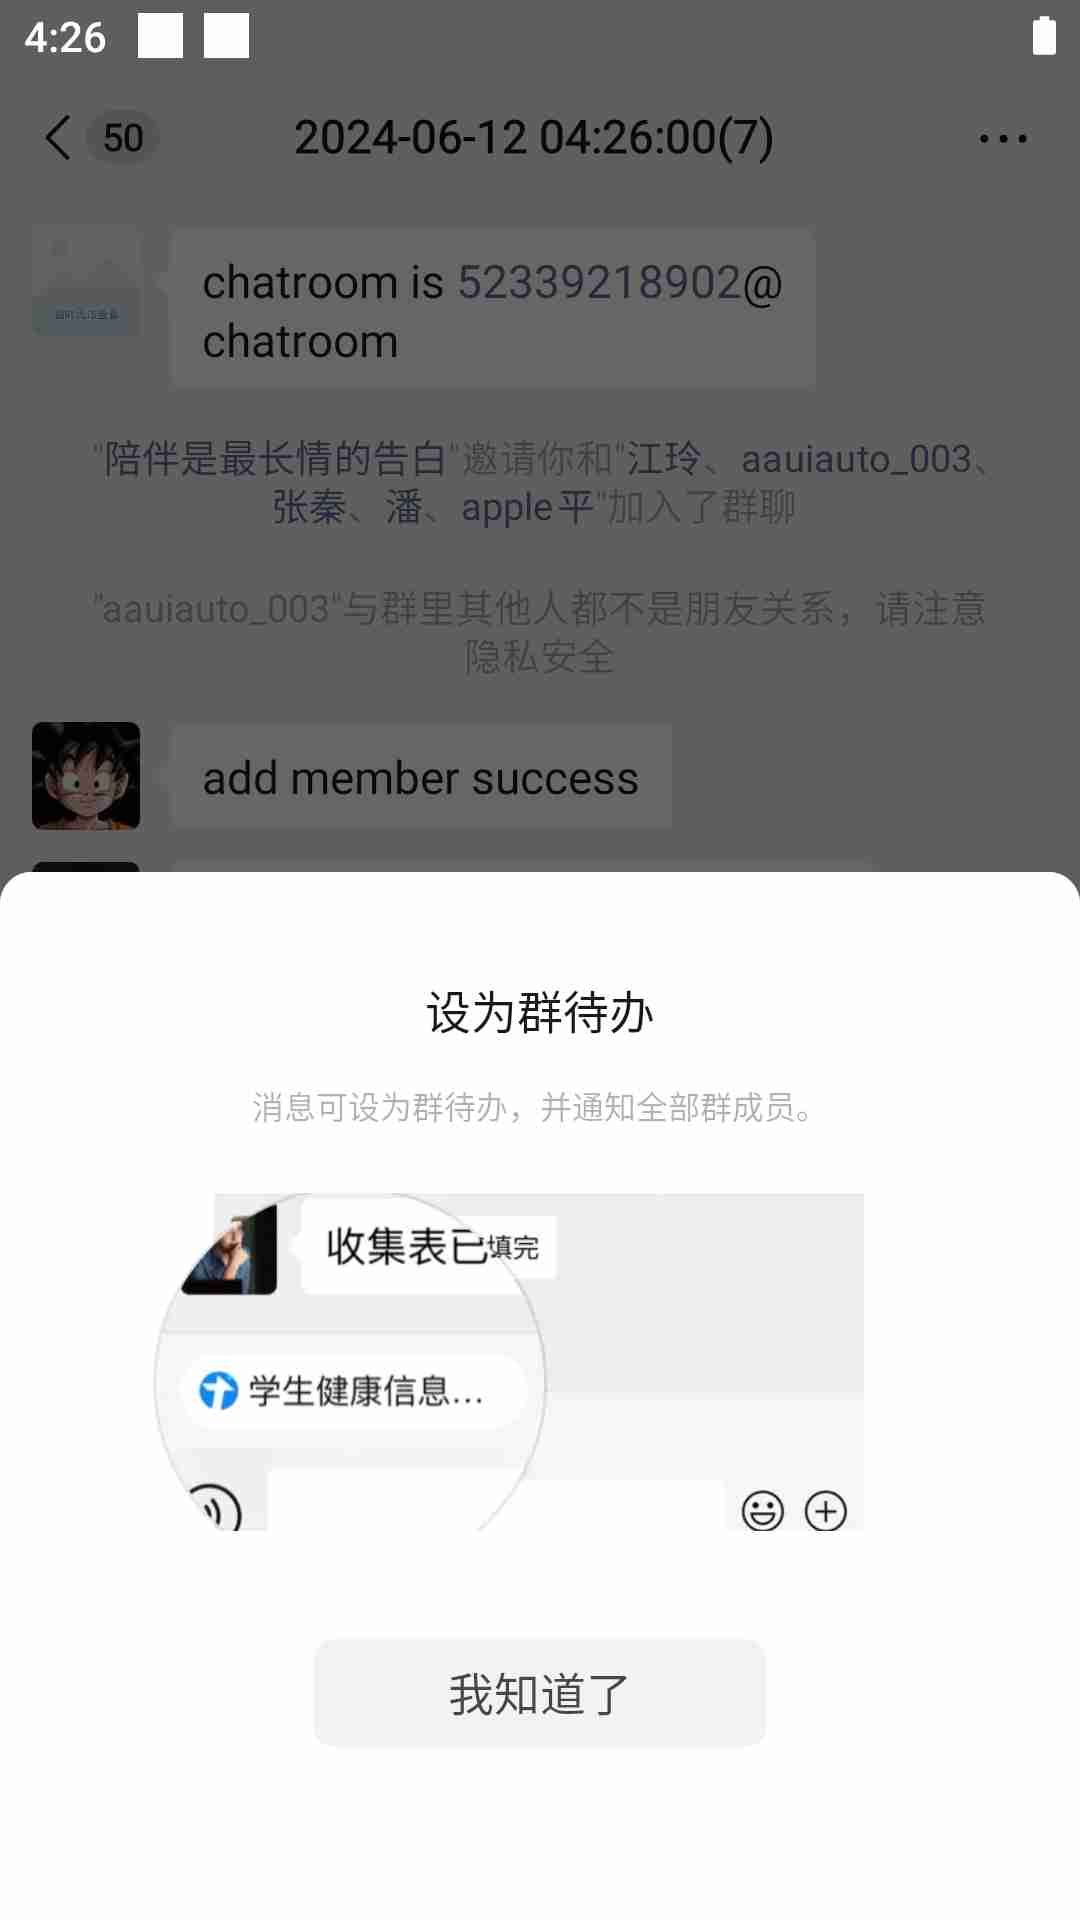 4:26
50
2024-06-12 04:26:00(7)
chatroom is 52339218902@
chatroom
"陪伴是最长情的告白"邀请你和"江玲、aauiauto_003、
张秦、潘、apple平"加入了群聊
"aauiauto_003"与群里其他人都不是朋友关系，请注意
隐私安全
add member success
设为群待办
消息可设为群待办，并通知全部群成员。
收集表已填完
学生健康信息...
我知道了